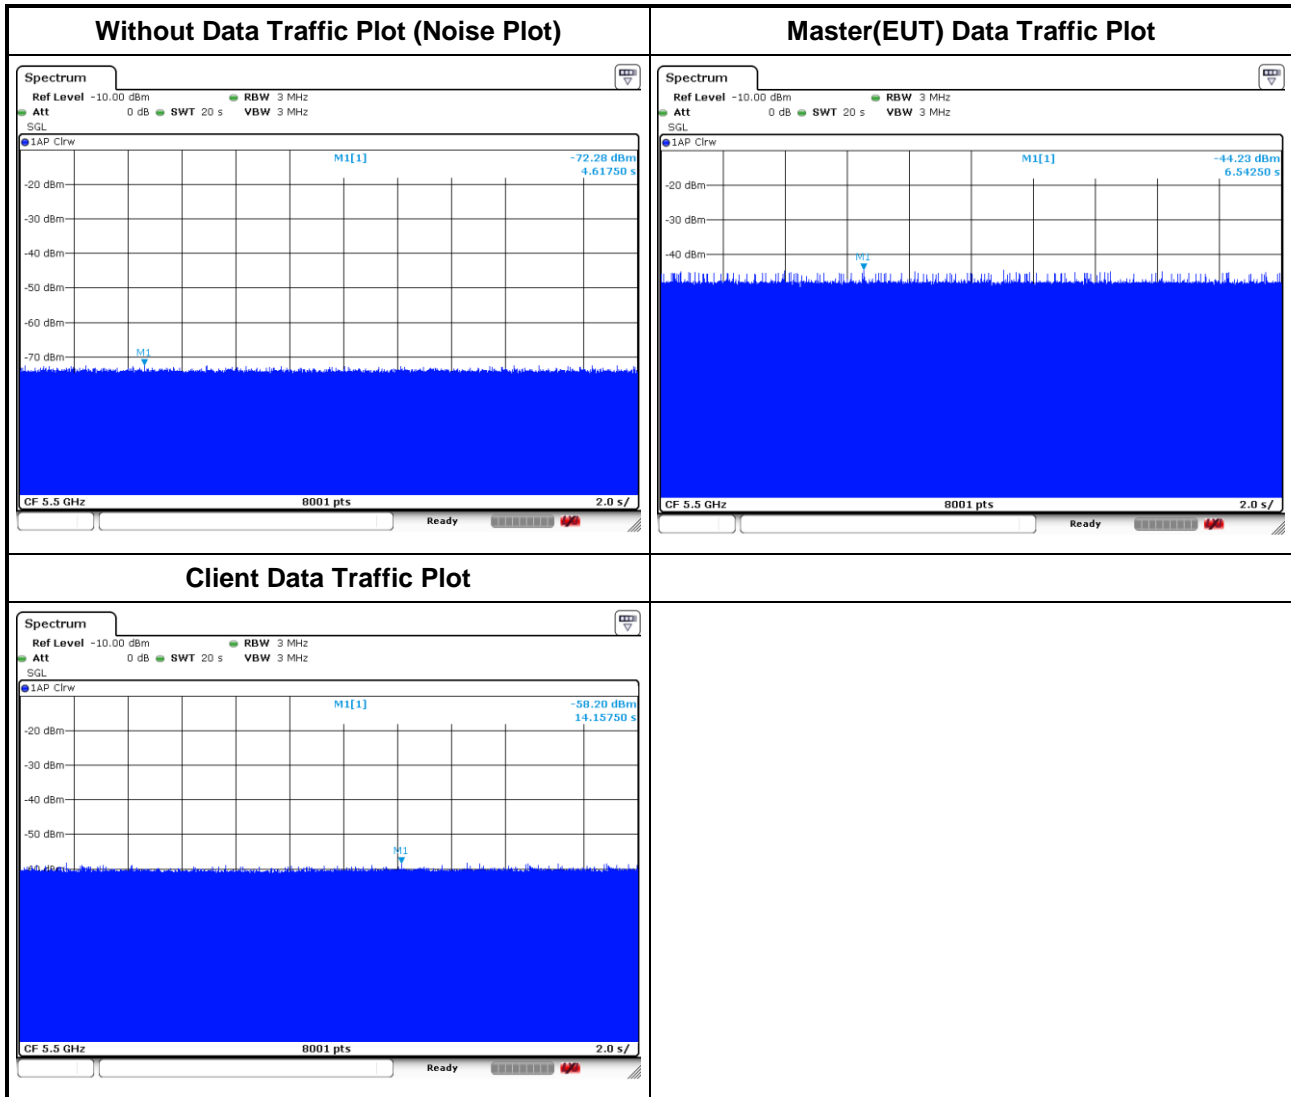 Without Data Traffic Plot (Noise Plot)
Spectrum
Ref Level -10.00 dBm RBW 3 MHz
Att 0 dB SWT 20 s VBW 3 MHz
SGL
1AP Clrw
M1[1] -72.28 dBm
4.61750 s
-20 dBm
-30 dBm
-40 dBm
-50 dBm
-60 dBm
-70 dBm
M1
CF 5.5 GHz 8001 pts 2.0 s/
Ready
Master(EUT) Data Traffic Plot
Spectrum
Ref Level -10.00 dBm RBW 3 MHz
Att 0 dB SWT 20 s VBW 3 MHz
SGL
1AP Clrw
M1[1] -44.23 dBm
6.54250 s
-20 dBm
-30 dBm
-40 dBm
M1
CF 5.5 GHz 8001 pts 2.0 s/
Ready
Client Data Traffic Plot
Spectrum
Ref Level -10.00 dBm RBW 3 MHz
Att 0 dB SWT 20 s VBW 3 MHz
SGL
1AP Clrw
M1[1] -58.20 dBm
14.15750 s
-20 dBm
-30 dBm
-40 dBm
-50 dBm
M1
CF 5.5 GHz 8001 pts 2.0 s/
Ready